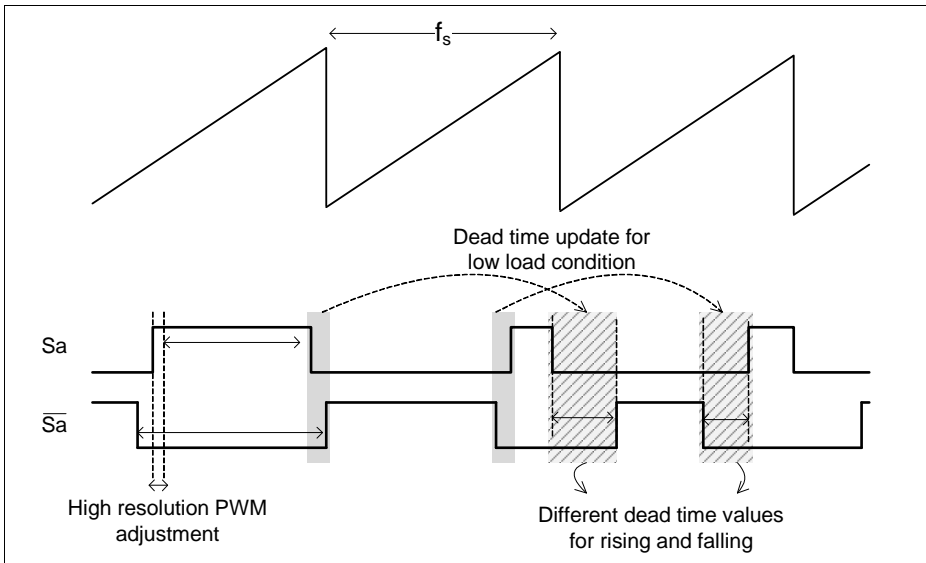 fs
Dead time update for
low load condition
Sa
S̅a̅
High resolution PWM
adjustment
Different dead time values
for rising and falling